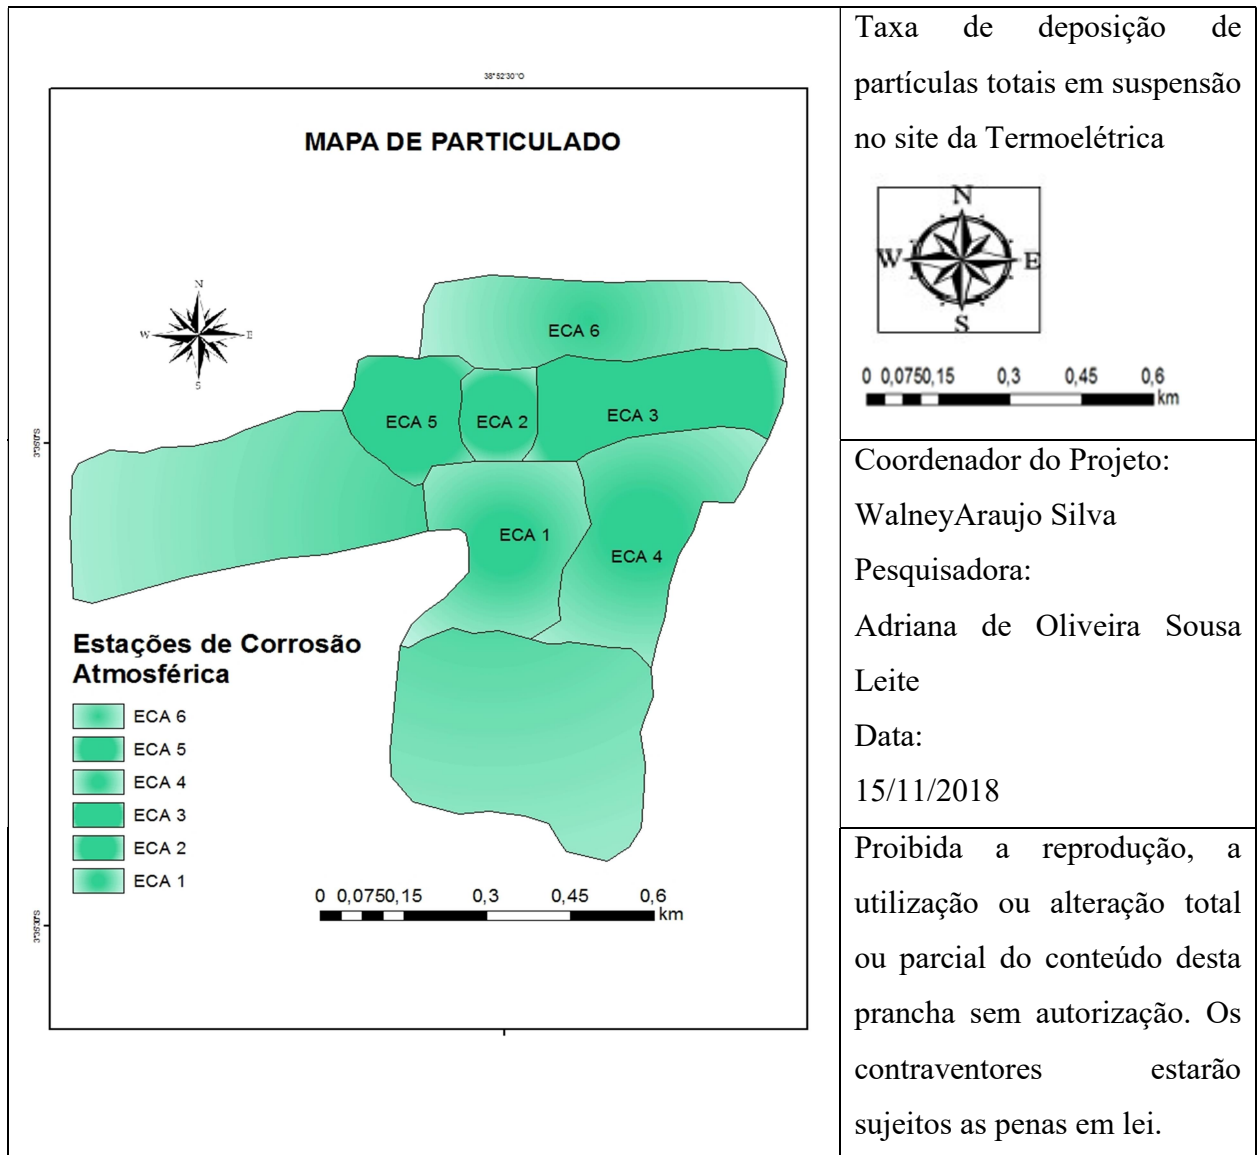 38°52'30"O
MAPA DE PARTICULADO
N
W E
S
ECA 6
ECA 5
ECA 2
ECA 3
ECA 1
ECA 4
Estações de Corrosão
Atmosférica
ECA 6
ECA 5
ECA 4
ECA 3
ECA 2
ECA 1
0 0,0750,15 0,3 0,45 0,6
km
Taxa de deposição de
partículas totais em suspensão
no site da Termoelétrica
N
W E
S
0 0,0750,15 0,3 0,45 0,6
km
Coordenador do Projeto:
WalneyAraujo Silva
Pesquisadora:
Adriana de Oliveira Sousa
Leite
Data:
15/11/2018
Proibida a reprodução, a
utilização ou alteração total
ou parcial do conteúdo desta
prancha sem autorização. Os
contraventores estarão
sujeitos as penas em lei.